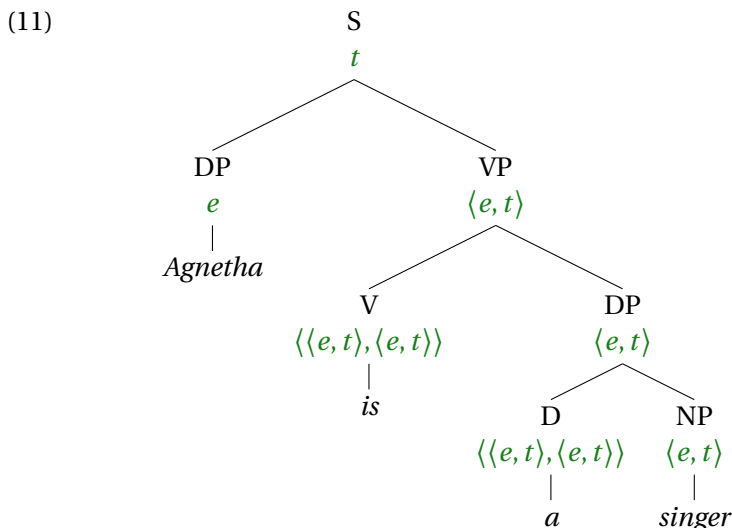 (11) S
t
DP VP
e ⟨e, t⟩
Agnetha
V DP
⟨⟨e, t⟩,⟨e, t⟩⟩ ⟨e, t⟩
is
D NP
⟨⟨e, t⟩,⟨e, t⟩⟩ ⟨e, t⟩
a singer